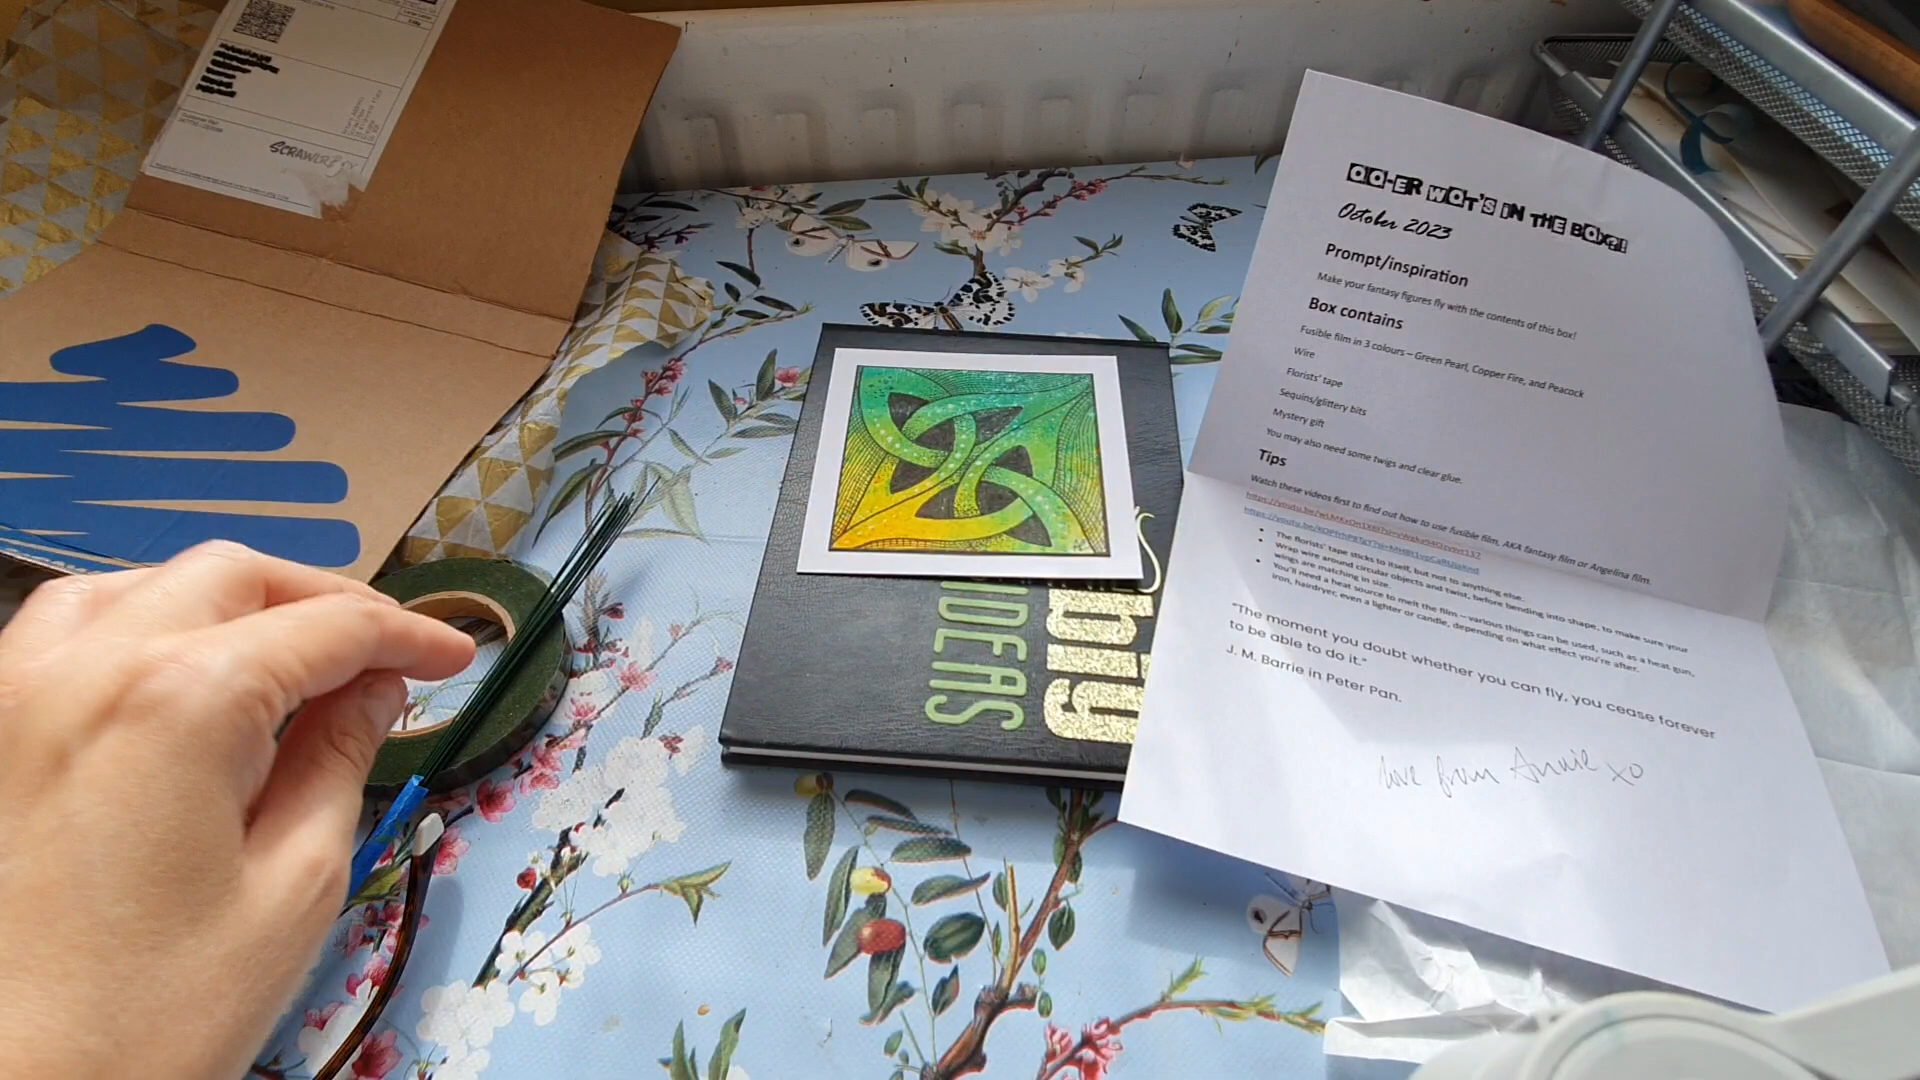 SCRAWLRBOX
OO-ER WOT'S IN THE BOX?!
October 2023
Prompt/inspiration
Make your fantasy figures fly with the contents of this box!
Box contains
Fusible film in 3 colours – Green Pearl, Copper Fire, and Peacock
Wire
Florists' tape
Sequins/glittery bits
Mystery gift
You may also need some twigs and clear glue.
Tips
Watch these videos first to find out how to use fusible film, AKA fantasy film or Angelina film.
The florists' tape sticks to itself, but not to anything else.
Wrap wire around circular objects and twist, before bending into shape, to make sure your
wings are matching in size.
You'll need a heat source to melt the film – various things can be used, such as a heat gun,
iron, hairdryer, even a lighter or candle, depending on what effect you're after.
"The moment you doubt whether you can fly, you cease forever
to be able to do it."
J. M. Barrie in Peter Pan.
love from Annie xo
big
IDEAS